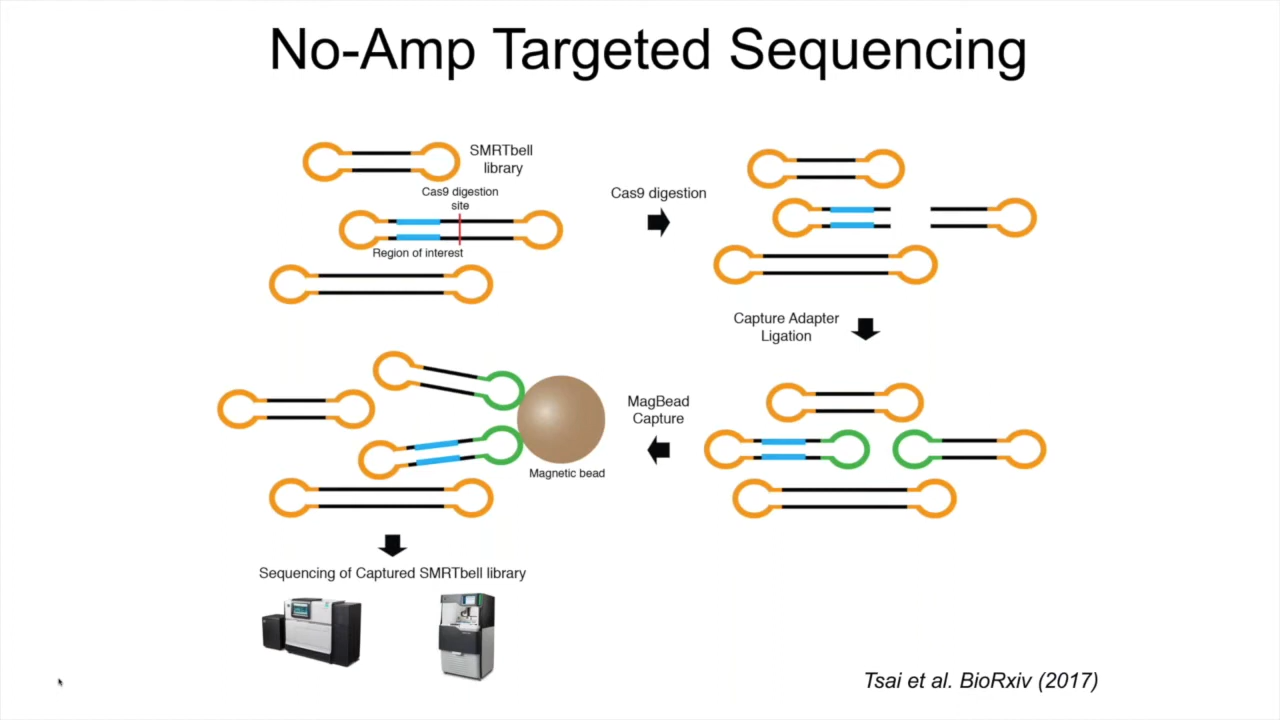 No-Amp Targeted Sequencing
SMRTbell
library
Cas9 digestion
site
Region of interest
Cas9 digestion
Capture Adapter
Ligation
MagBead
Capture
Magnetic bead
Sequencing of Captured SMRTbell library
Tsai et al. BioRxiv (2017)